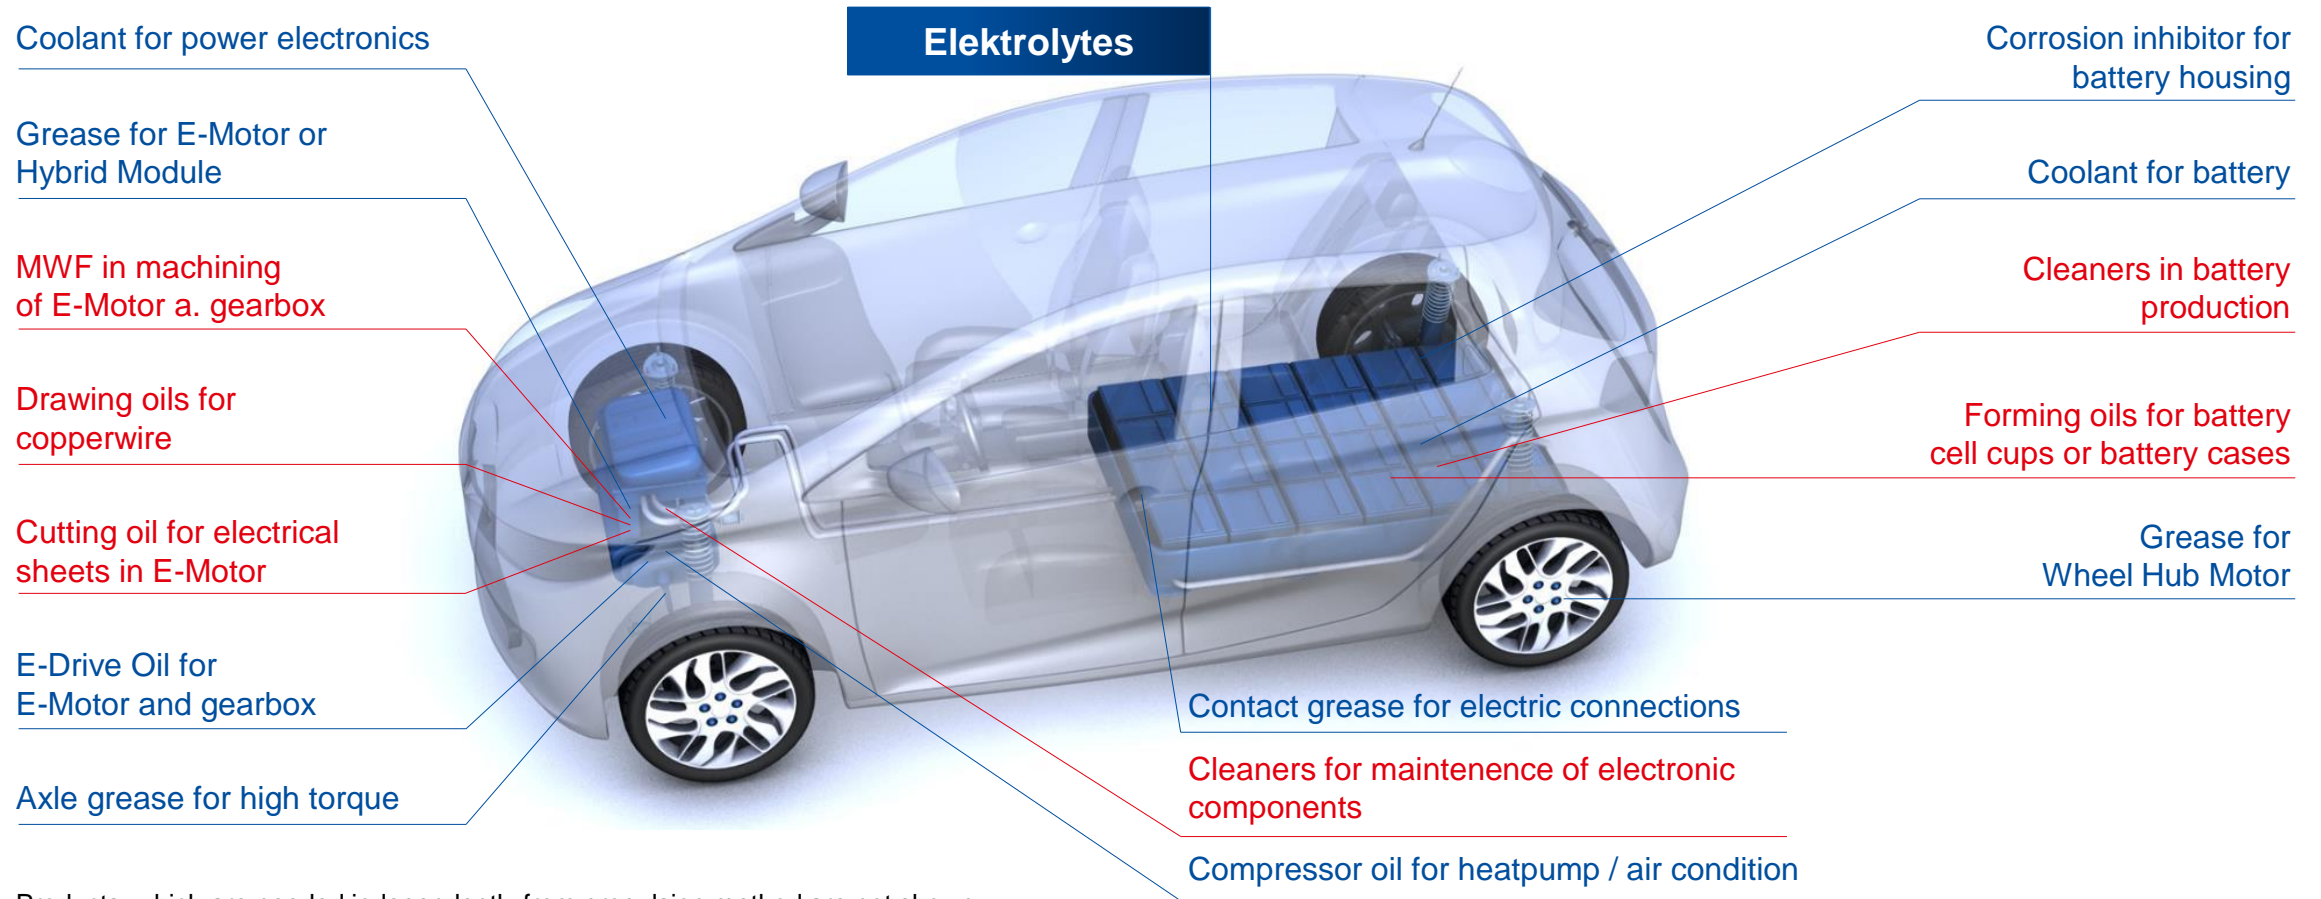 Coolant for power electronics
Grease for E-Motor or
Hybrid Module
MWF in machining
of E-Motor a. gearbox
Drawing oils for
copperwire
Cutting oil for electrical
sheets in E-Motor
E-Drive Oil for
E-Motor and gearbox
Axle grease for high torque
Elektrolytes
Corrosion inhibitor for
battery housing
Coolant for battery
Cleaners in battery
production
Forming oils for battery
cell cups or battery cases
Grease for
Wheel Hub Motor
Contact grease for electric connections
Cleaners for maintenence of electronic
components
Compressor oil for heatpump / air condition